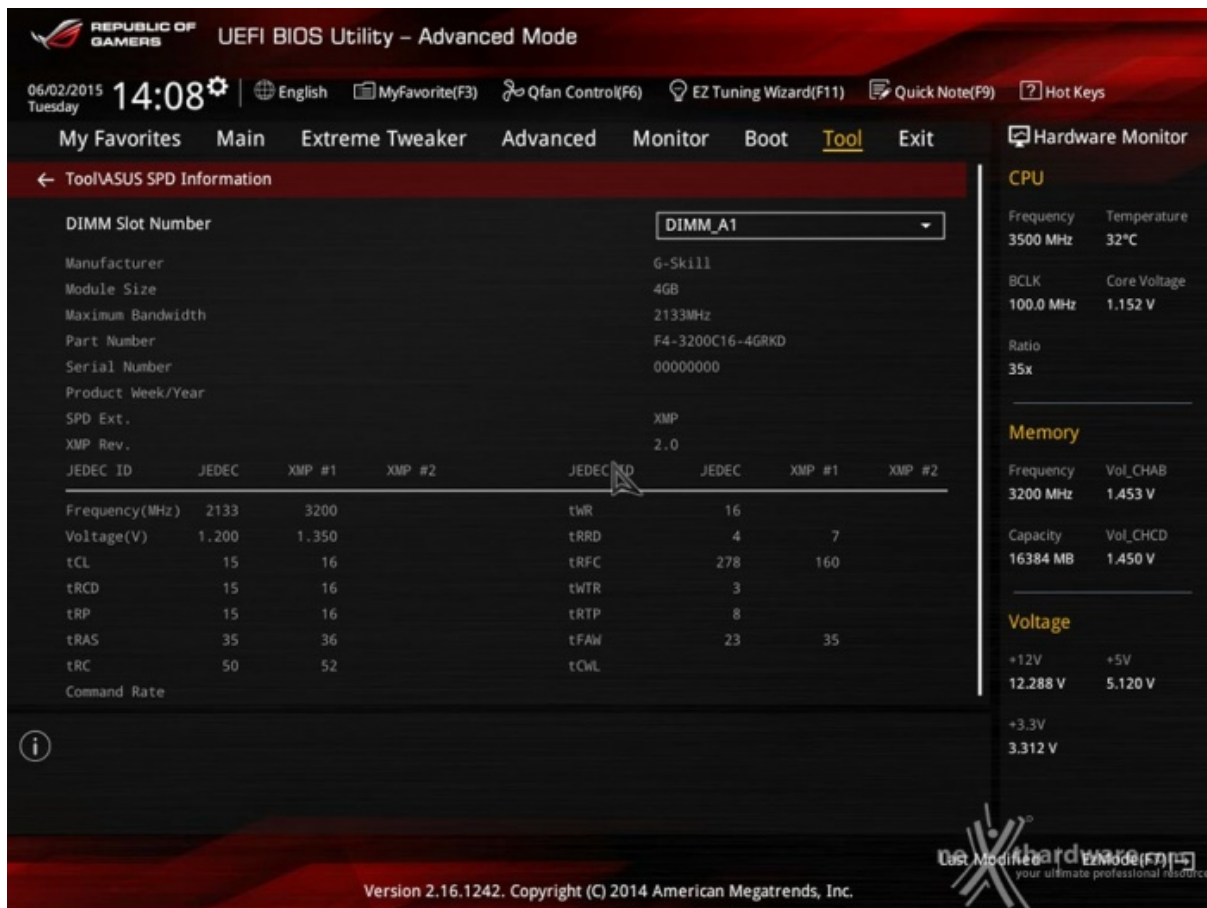 REPUBLIC OF
GAMERS
UEFI BIOS Utility – Advanced Mode
06/02/2015
Tuesday
14:08
English
MyFavorite(F3)
Qfan Control(F6)
EZ Tuning Wizard(F11)
Quick Note(F9)
? Hot Keys
My Favorites Main Extreme Tweaker Advanced Monitor Boot Tool Exit
← Tool\ASUS SPD Information
DIMM Slot Number DIMM_A1
Manufacturer G-Skill
Module Size 4GB
Maximum Bandwidth 2133MHz
Part Number F4-3200C16-4GRKD
Serial Number 00000000
Product Week/Year
SPD Ext. XMP
XMP Rev. 2.0
JEDEC ID JEDEC XMP #1 XMP #2 JEDEC ID JEDEC XMP #1 XMP #2
Frequency(MHz) 2133 3200 tWR 16
Voltage(V) 1.200 1.350 tRRD 4 7
tCL 15 16 tRFC 278 160
tRCD 15 16 tWTR 3
tRP 15 16 tRTP 8
tRAS 35 36 tFAW 23 35
tRC 50 52 tCWL
Command Rate
Hardware Monitor
CPU
Frequency Temperature
3500 MHz 32°C
BCLK Core Voltage
100.0 MHz 1.152 V
Ratio
35x
Memory
Frequency Vol_CHAB
3200 MHz 1.453 V
Capacity Vol_CHCD
16384 MB 1.450 V
Voltage
+12V +5V
12.288 V 5.120 V
+3.3V
3.312 V
Last Modified EzMode(F7)
your ultimate professional resource
Version 2.16.1242. Copyright (C) 2014 American Megatrends, Inc.